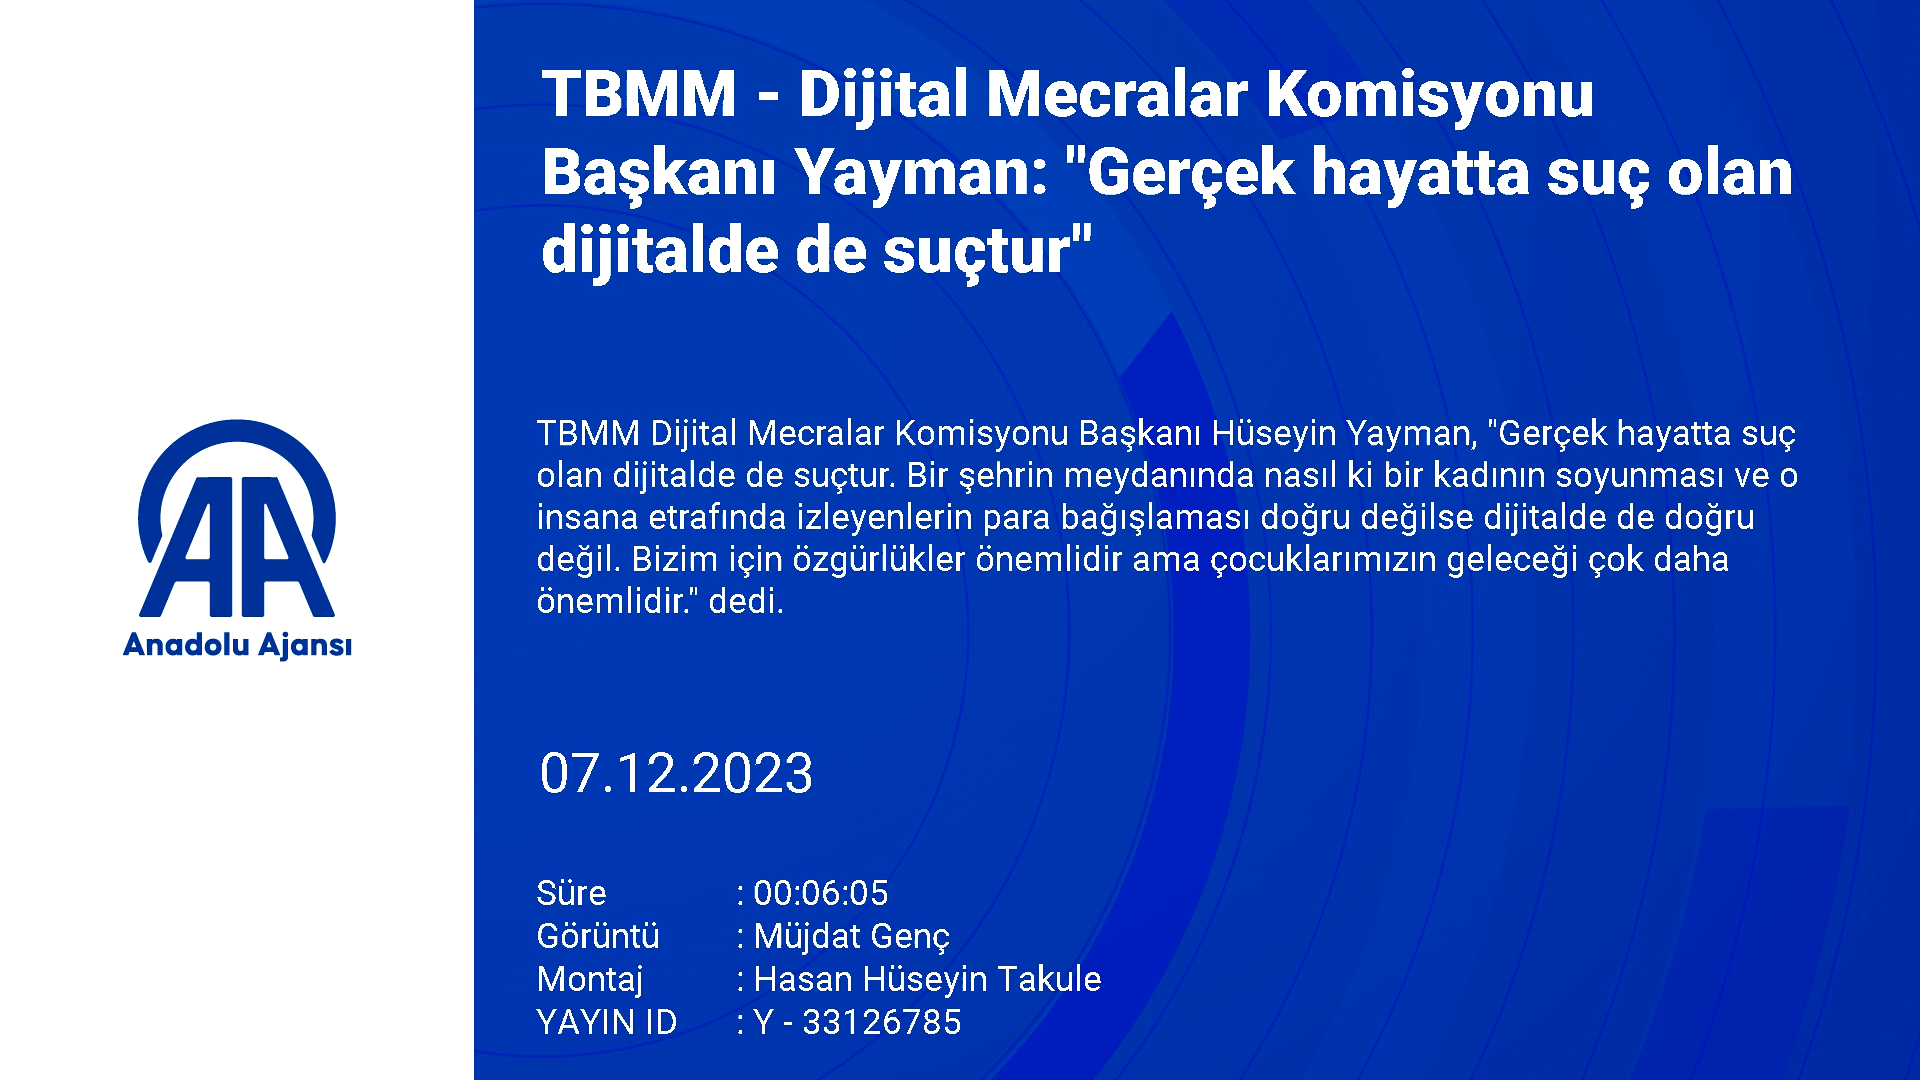 TBMM - Dijital Mecralar Komisyonu
Başkanı Yayman: "Gerçek hayatta suç olan
dijitalde de suçtur"
TBMM Dijital Mecralar Komisyonu Başkanı Hüseyin Yayman, "Gerçek hayatta suç
olan dijitalde de suçtur. Bir şehrin meydanında nasıl ki bir kadının soyunması ve o
insana etrafında izleyenlerin para bağışlaması doğru değilse dijitalde de doğru
değil. Bizim için özgürlükler önemlidir ama çocuklarımızın geleceği çok daha
önemlidir." dedi.
AA
Anadolu Ajansı
07.12.2023
Süre : 00:06:05
Görüntü : Müjdat Genç
Montaj : Hasan Hüseyin Takule
YAYIN ID : Y - 33126785